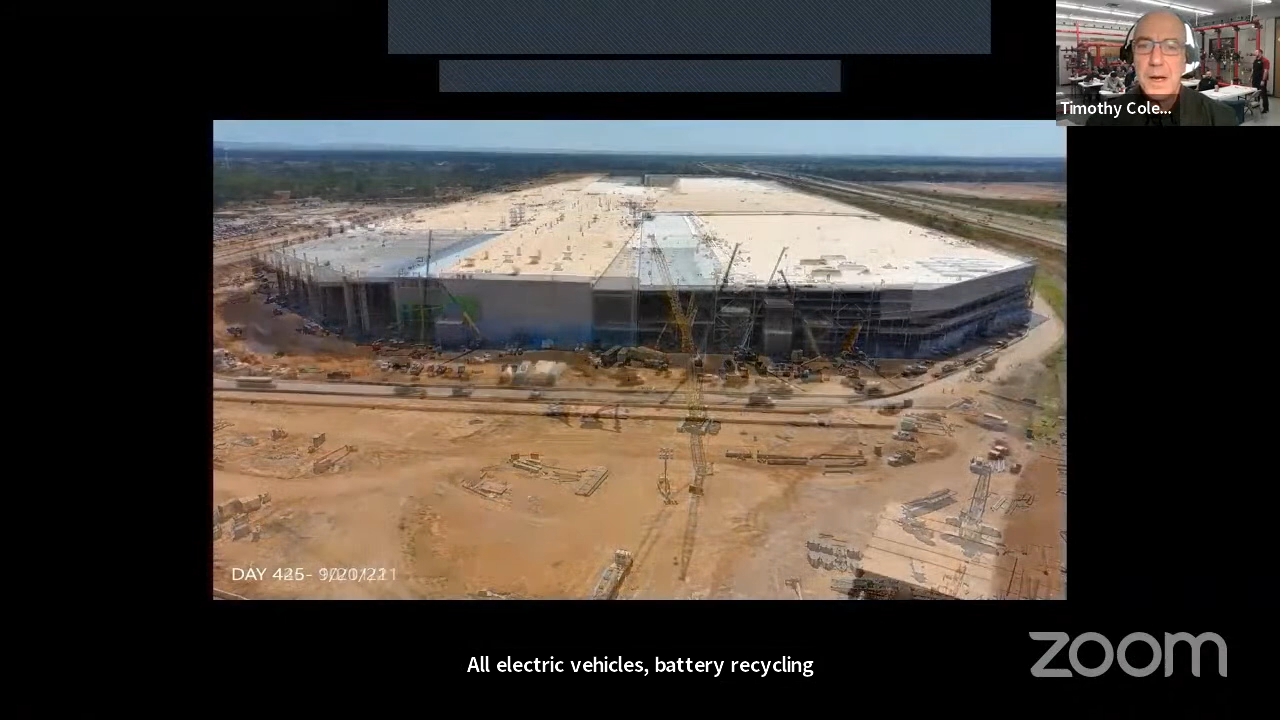 Timothy Cole...
DAY 425-
All electric vehicles, battery recycling
zoom